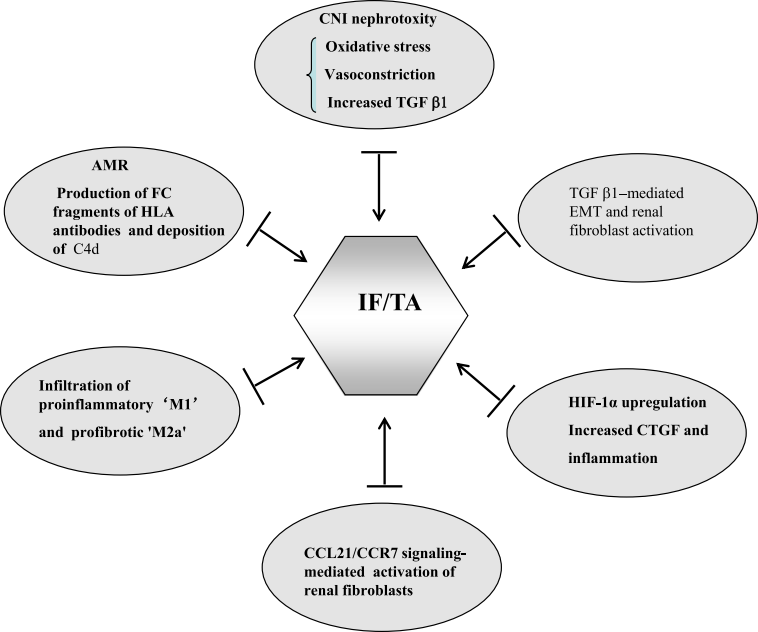 CNI nephrotoxity
Oxidative stress
Vasoconstriction
Increased TGF β1
AMR
Production of FC
fragments of HLA
antibodies and deposition
of C4d
TGF β1–mediated
EMT and renal
fibroblast activation
IF/TA
Infiltration of
proinflammatory ‘M1’
and profibrotic 'M2a'
HIF-1α upregulation
Increased CTGF and
inflammation
CCL21/CCR7 signaling-
mediated activation of
renal fibroblasts